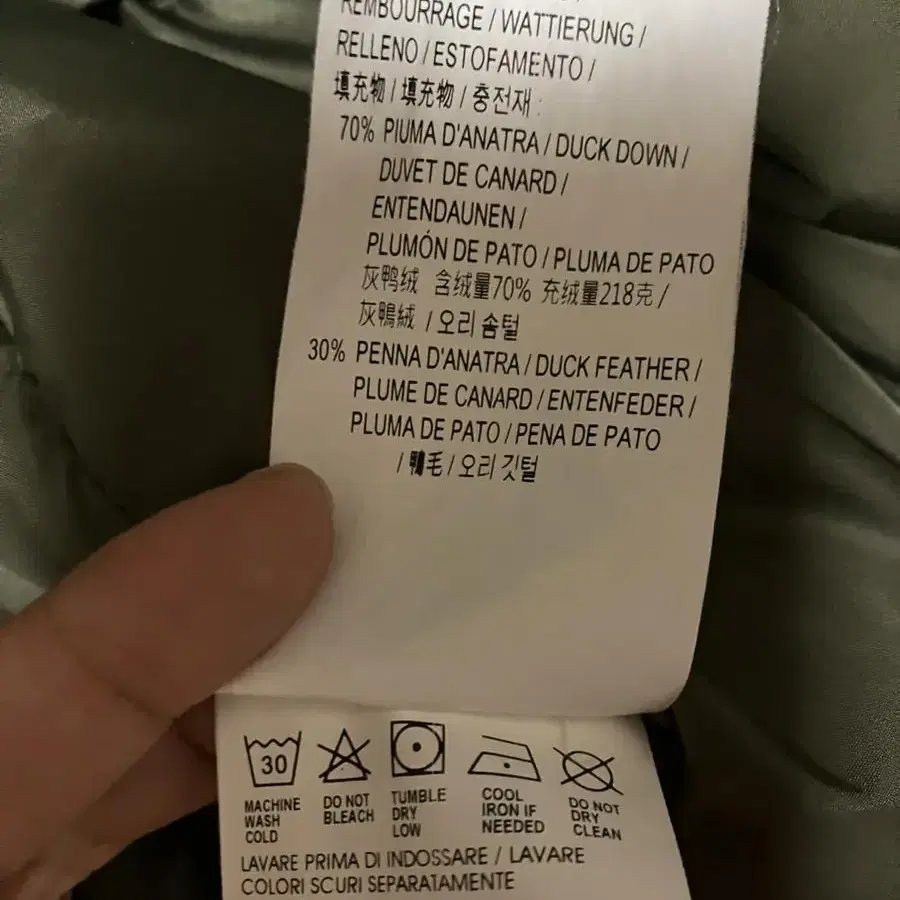 REMBOURRAGE / WATTIERUNG /
RELLENO / ESTOFAMENTO /
填充物 / 填充物 / 충전재 :
70% PIUMA D'ANATRA / DUCK DOWN /
DUVET DE CANARD /
ENTENDAUNEN /
PLUMÓN DE PATO / PLUMA DE PATO
灰鸭绒 含绒量70% 充绒量218克 /
灰鴨絨 / 오리 솜털
30% PENNA D'ANATRA / DUCK FEATHER /
PLUME DE CANARD / ENTENFEDER /
PLUMA DE PATO / PENA DE PATO
/ 鴨毛 / 오리 깃털
30
MACHINE WASH COLD
DO NOT BLEACH
TUMBLE DRY LOW
COOL IRON IF NEEDED
DO NOT DRY CLEAN
LAVARE PRIMA DI INDOSSARE / LAVARE
COLORI SCURI SEPARATAMENTE